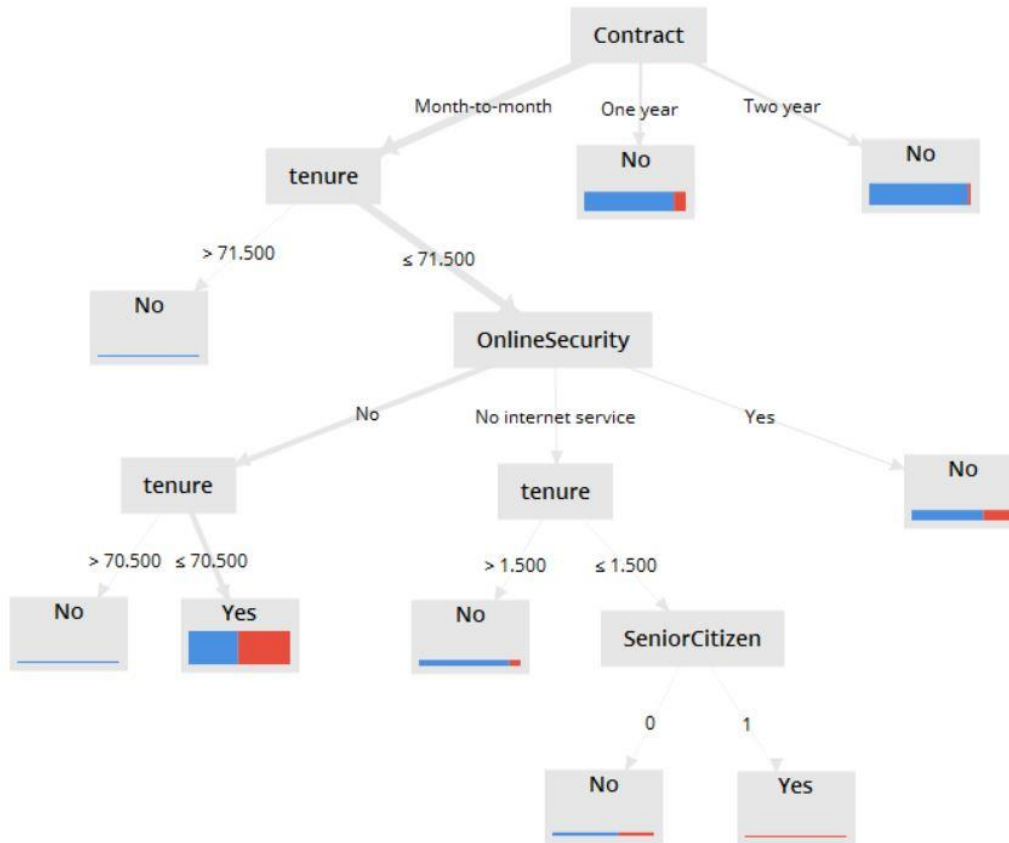 Contract
Month-to-month
One year
Two year
No
No
tenure
> 71.500
≤ 71.500
No
OnlineSecurity
No
No internet service
Yes
tenure
tenure
No
> 70.500
≤ 70.500
> 1.500
≤ 1.500
No
Yes
No
SeniorCitizen
0
1
No
Yes